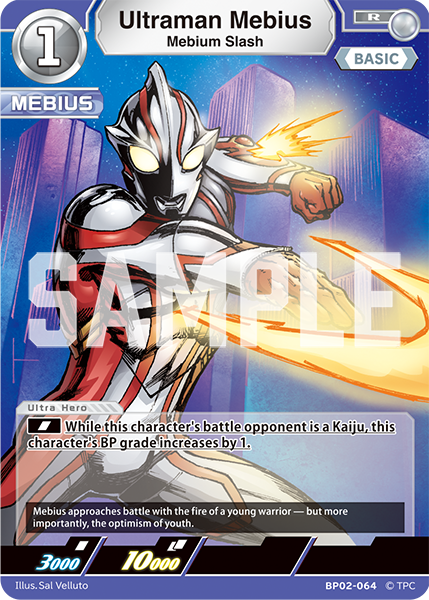 1
Ultraman Mebius
Mebium Slash
R
BASIC
MEBIUS
SAMPLE
Ultra Hero
While this character's battle opponent is a Kaiju, this
character's BP grade increases by 1.
Mebius approaches battle with the fire of a young warrior — but more
importantly, the optimism of youth.
3000
10000
Illus. Sal Velluto
BP02-064 © TPC